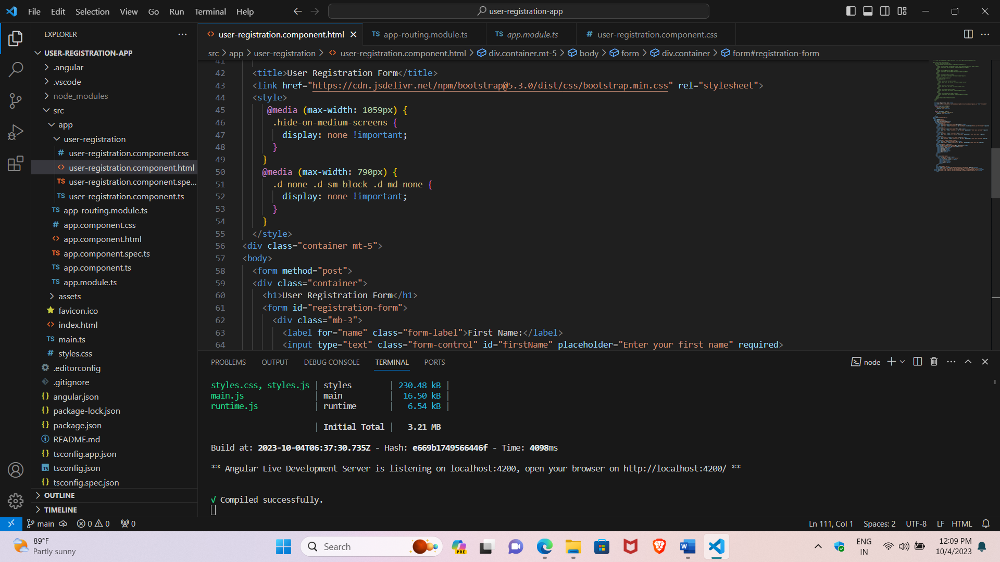 File Edit Selection View Go Run Terminal Help
user-registration-app
EXPLORER
USER-REGISTRATION-APP
.angular
.vscode
node_modules
src
app
user-registration
user-registration.component.css
user-registration.component.html
user-registration.component.spe...
user-registration.component.ts
app-routing.module.ts
app.component.css
app.component.html
app.component.spec.ts
app.component.ts
app.module.ts
assets
favicon.ico
index.html
main.ts
styles.css
.editorconfig
.gitignore
angular.json
package-lock.json
package.json
README.md
tsconfig.app.json
tsconfig.json
tsconfig.spec.json
OUTLINE
TIMELINE
user-registration.component.html TS app-routing.module.ts TS app.module.ts # user-registration.component.css
src > app > user-registration > user-registration.component.html > div.container.mt-5 > body > form > div.container > form#registration-form
41
42 <title>User Registration Form</title>
43 <link href="https://cdn.jsdelivr.net/npm/bootstrap@5.3.0/dist/css/bootstrap.min.css" rel="stylesheet">
44 <style>
45 @media (max-width: 1059px) {
46 .hide-on-medium-screens {
47 display: none !important;
48 }
49 }
50 @media (max-width: 790px) {
51 .d-none .d-sm-block .d-md-none {
52 display: none !important;
53 }
54 }
55 </style>
56 <div class="container mt-5">
57 <body>
58 <form method="post">
59 <div class="container">
60 <h1>User Registration Form</h1>
61 <form id="registration-form">
62 <div class="mb-3">
63 <label for="name" class="form-label">First Name:</label>
64 <input type="text" class="form-control" id="firstName" placeholder="Enter your first name" required>
PROBLEMS OUTPUT DEBUG CONSOLE TERMINAL PORTS
node
styles.css, styles.js | styles | 230.48 kB |
main.js | main | 16.50 kB |
runtime.js | runtime | 6.54 kB |
| Initial Total | 3.21 MB
Build at: 2023-10-04T06:37:30.735Z - Hash: e669b1749566446f - Time: 4098ms
** Angular Live Development Server is listening on localhost:4200, open your browser on http://localhost:4200/ **
√ Compiled successfully.
main 0 0 0
Ln 111, Col 1 Spaces: 2 UTF-8 LF HTML
89°F
Partly sunny
Search
PRE
ENG
IN
12:09 PM
10/4/2023